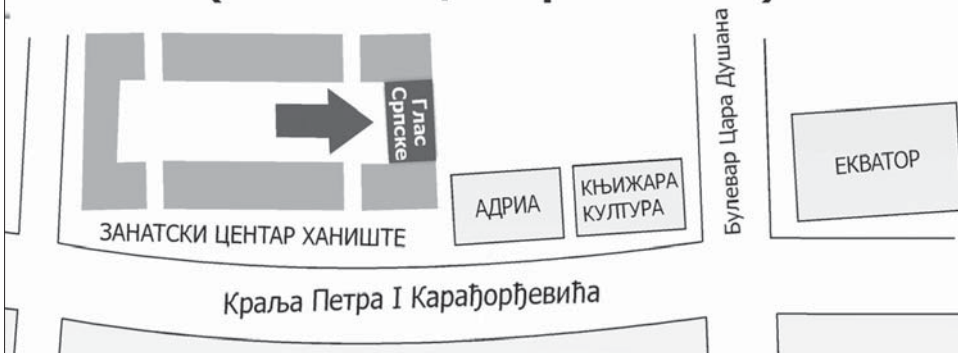 Булевар Цара Душана
Глас
Српске
ЕКВАТОР
КЊИЖАРА
КУЛТУРА
АДРИА
ЗАНАТСКИ ЦЕНТАР ХАНИШТЕ
Краља Петра I Карађорђевића